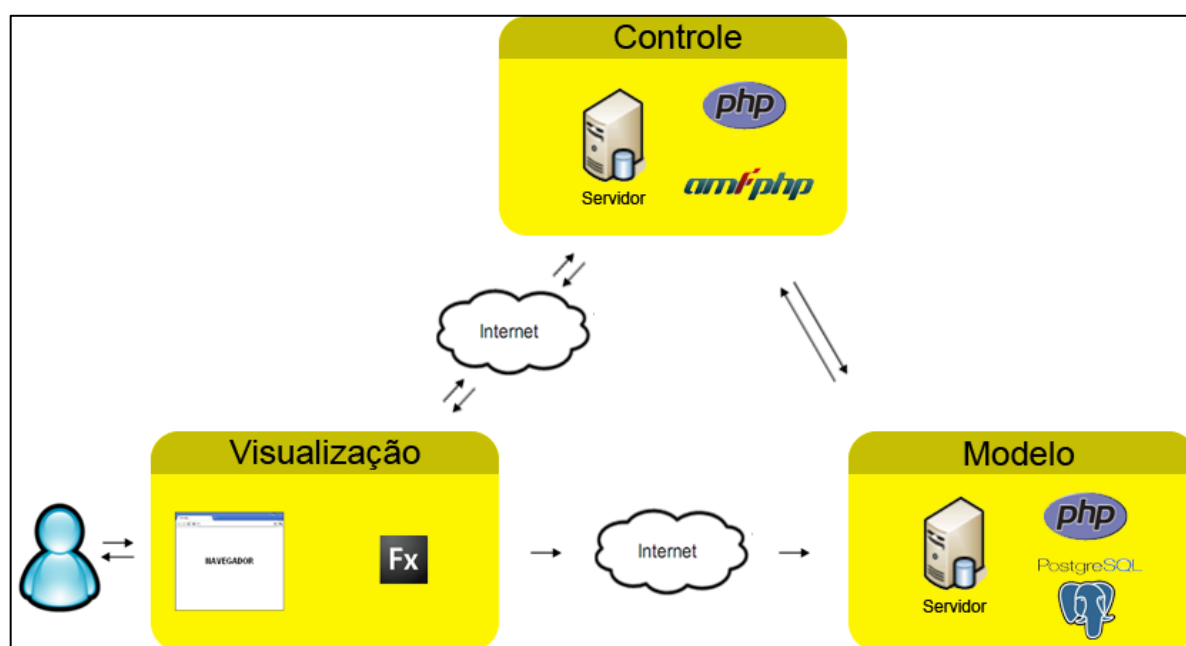 Controle
php
amfphp
Servidor
Internet
Visualização
NAVEGADOR
Fx
Internet
Modelo
php
PostgreSQL
Servidor